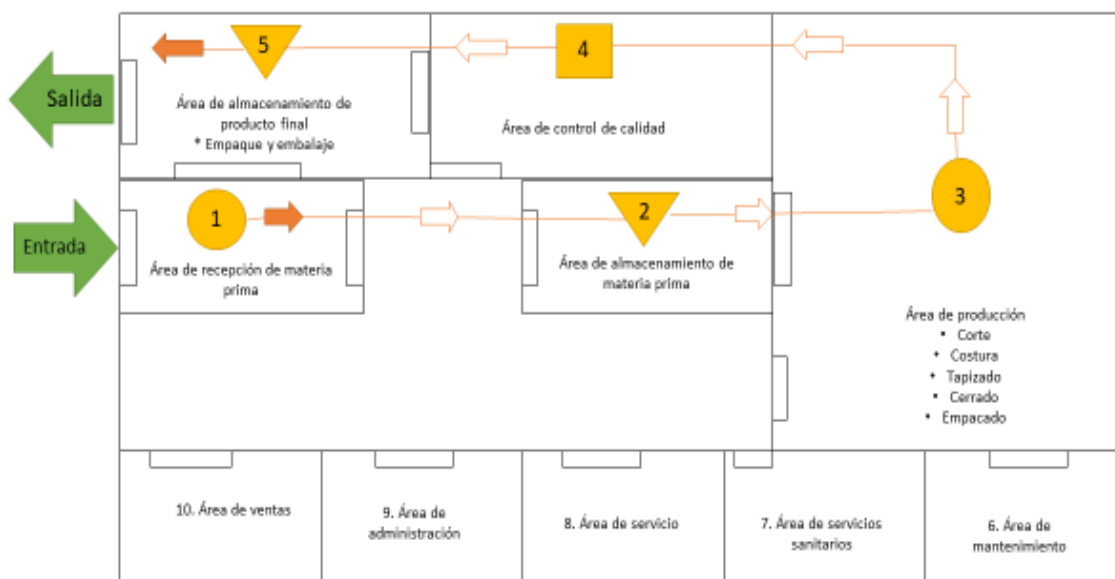 5
4
Salida
Área de almacenamiento de
producto final
* Empaque y embalaje
Área de control de calidad
Entrada
1
2
3
Área de recepción de materia
prima
Área de almacenamiento de
materia prima
Área de producción
• Corte
• Costura
• Tapizado
• Cerrado
• Empacado
10. Área de ventas
9. Área de
administración
8. Área de servicio
7. Área de servicios
sanitarios
6. Área de
mantenimiento